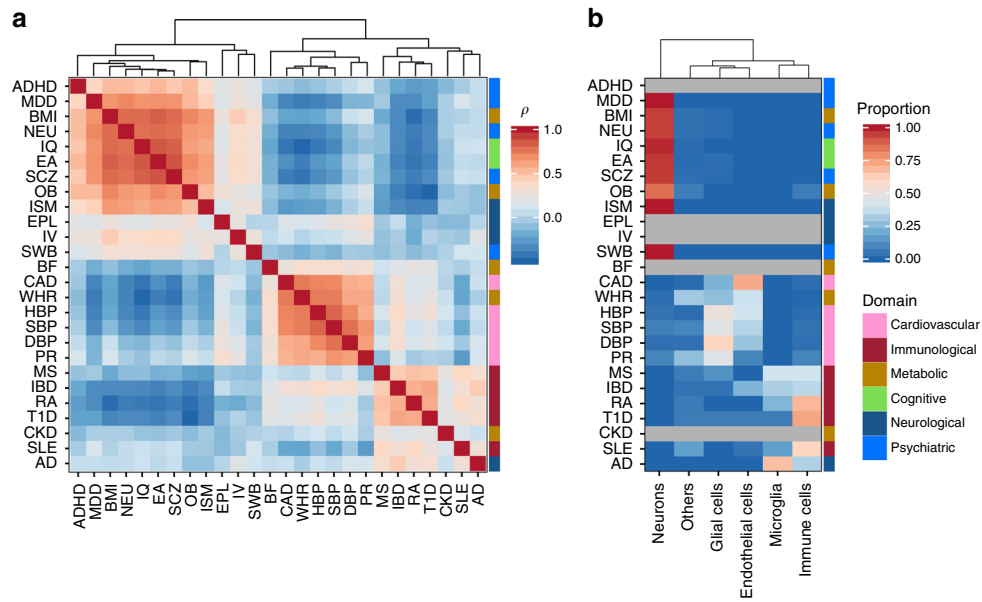 a
ADHD
MDD
BMI
NEU
IQ
EA
SCZ
OB
ISM
EPL
IV
SWB
BF
CAD
WHR
HBP
SBP
DBP
PR
MS
IBD
RA
T1D
CKD
SLE
AD
ADHD
MDD
BMI
NEU
IQ
EA
SCZ
OB
ISM
EPL
IV
SWB
BF
CAD
WHR
HBP
SBP
DBP
PR
MS
IBD
RA
T1D
CKD
SLE
AD
ρ
1.0
0.5
0.0
b
ADHD
MDD
BMI
NEU
IQ
EA
SCZ
OB
ISM
EPL
IV
SWB
BF
CAD
WHR
HBP
SBP
DBP
PR
MS
IBD
RA
T1D
CKD
SLE
AD
Neurons
Others
Glial cells
Endothelial cells
Microglia
Immune cells
Proportion
1.00
0.75
0.50
0.25
0.00
Domain
Cardiovascular
Immunological
Metabolic
Cognitive
Neurological
Psychiatric